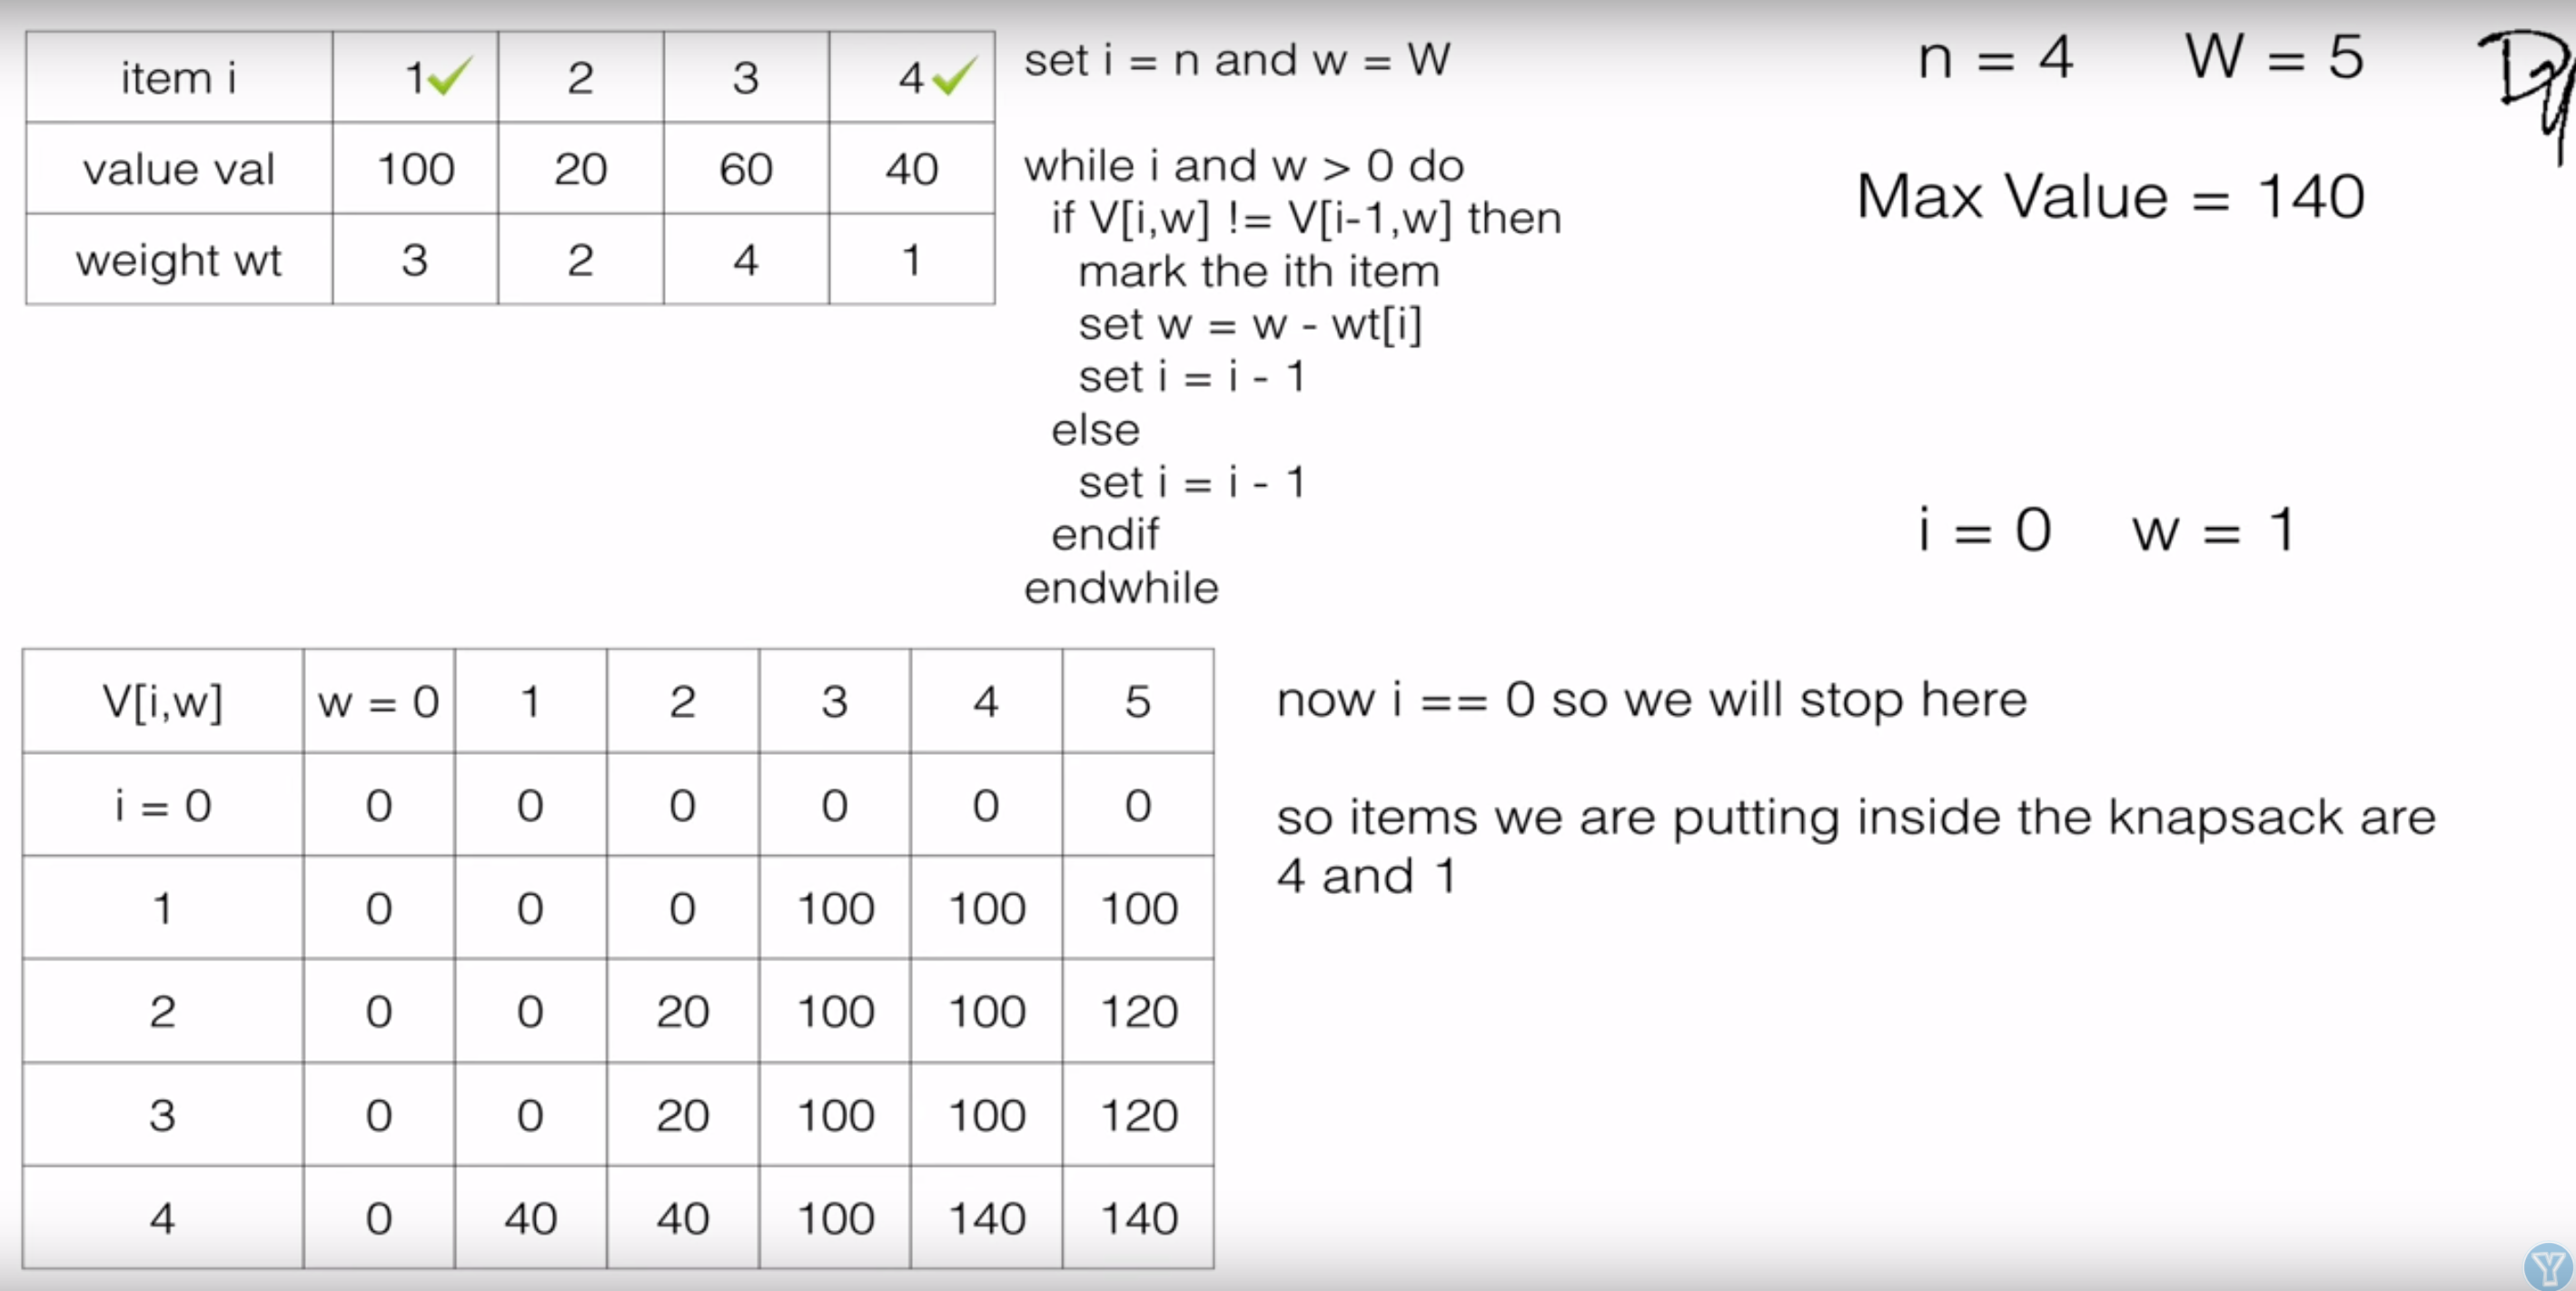 item i 1 2 3 4
value val 100 20 60 40
weight wt 3 2 4 1
set i = n and w = W
while i and w > 0 do
if V[i,w] != V[i-1,w] then
mark the ith item
set w = w - wt[i]
set i = i - 1
else
set i = i - 1
endif
endwhile
n = 4 W = 5
Max Value = 140
i = 0 w = 1
V[i,w] w = 0 1 2 3 4 5
i = 0 0 0 0 0 0 0
1 0 0 0 100 100 100
2 0 0 20 100 100 120
3 0 0 20 100 100 120
4 0 40 40 100 140 140
now i == 0 so we will stop here
so items we are putting inside the knapsack are
4 and 1
Y